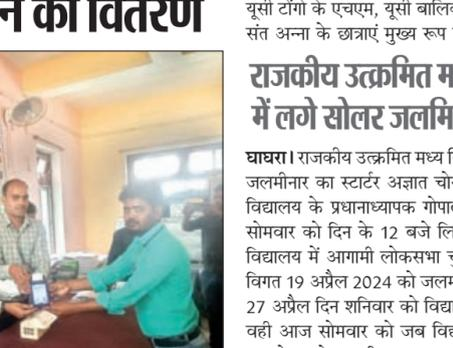 न का वितरण
यूसी टोंगो के एचएम, यूसी बालि
संत अन्ना के छात्राएं मुख्य रूप
राजकीय उत्क्रमित म
में लगे सोलर जलमि
घाघरा। राजकीय उत्क्रमित मध्य
जलमीनार का स्टार्टर अज्ञात चो
विद्यालय के प्रधानाध्यापक गोपा
सोमवार को दिन के 12 बजे लि
विद्यालय में आगामी लोकसभा चु
विगत 19 अप्रैल 2024 को जलम
27 अप्रैल दिन शनिवार को विद्या
वही आज सोमवार को जब विद्य